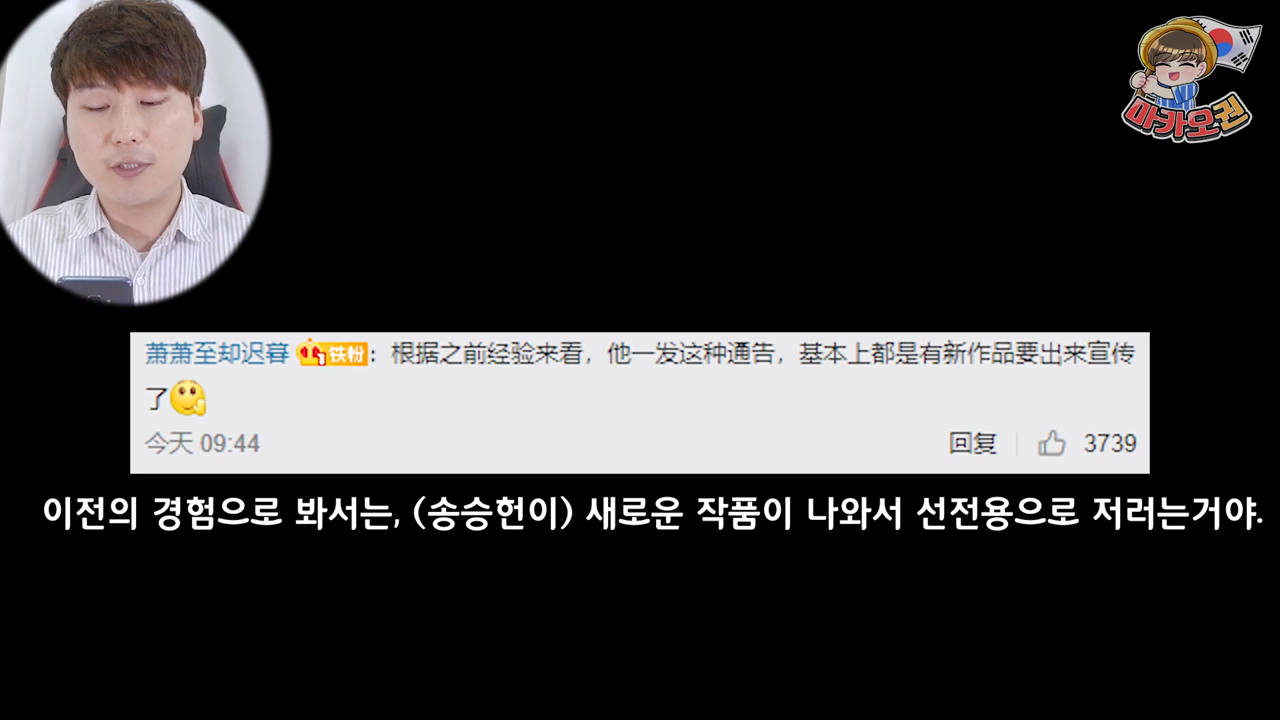 마카오권
萧萧至却迟暮 铁粉：根据之前经验来看，他一发这种通告，基本上都是有新作品要出来宣传
了
今天 09:44 回复 3739
이전의 경험으로 봐서는, (송승헌이) 새로운 작품이 나와서 선전용으로 저러는거야.